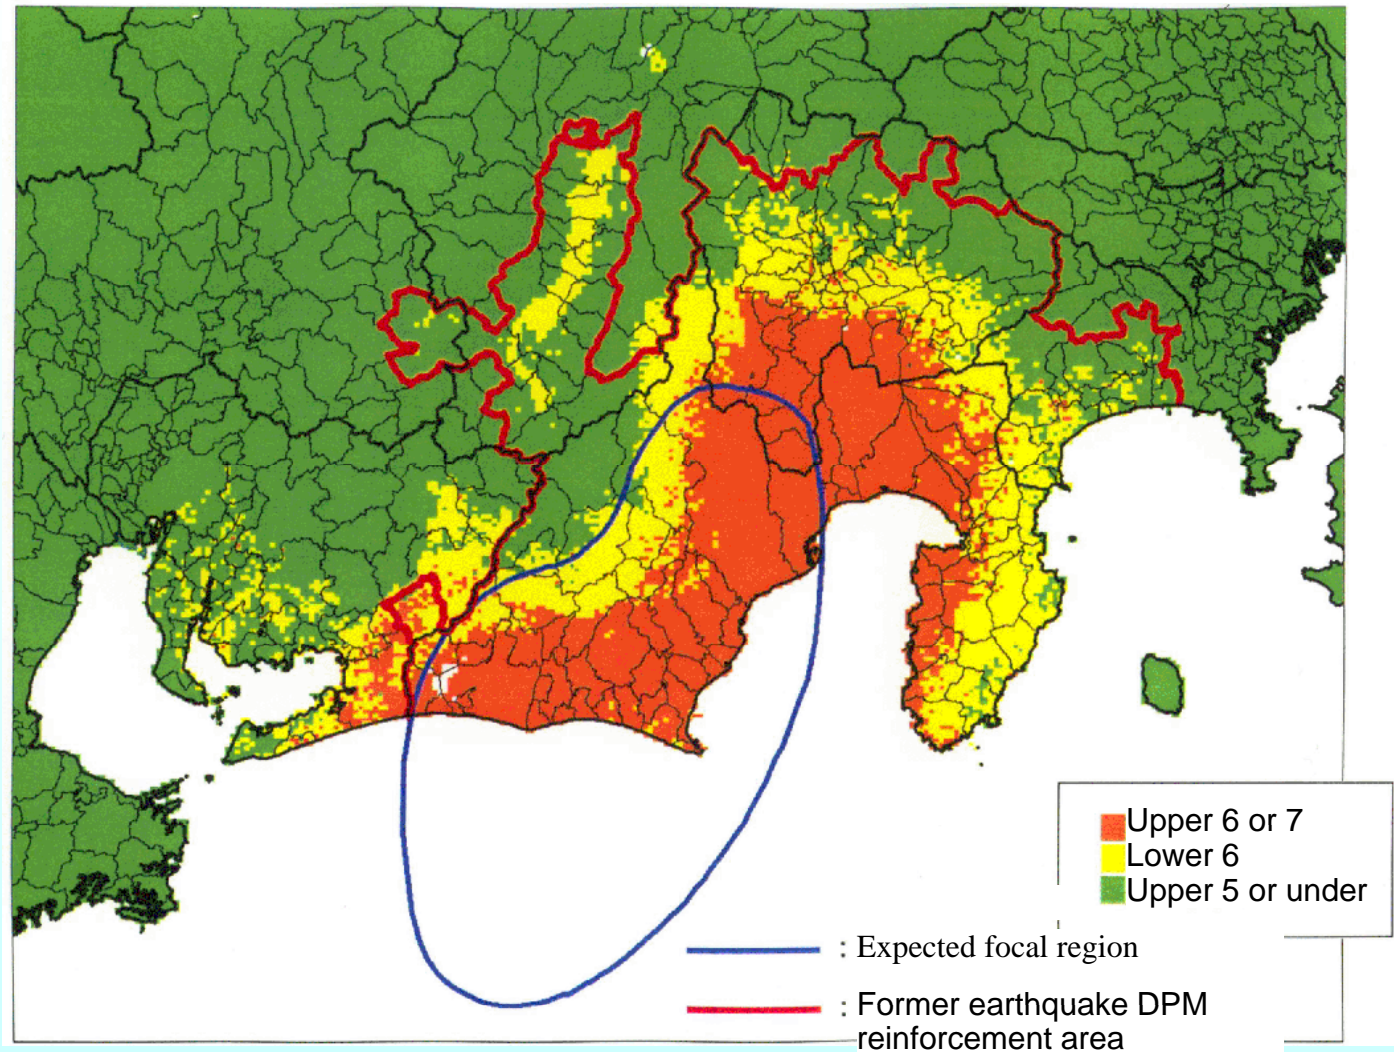 Upper 6 or 7
Lower 6
Upper 5 or under
: Expected focal region
: Former earthquake DPM
reinforcement area